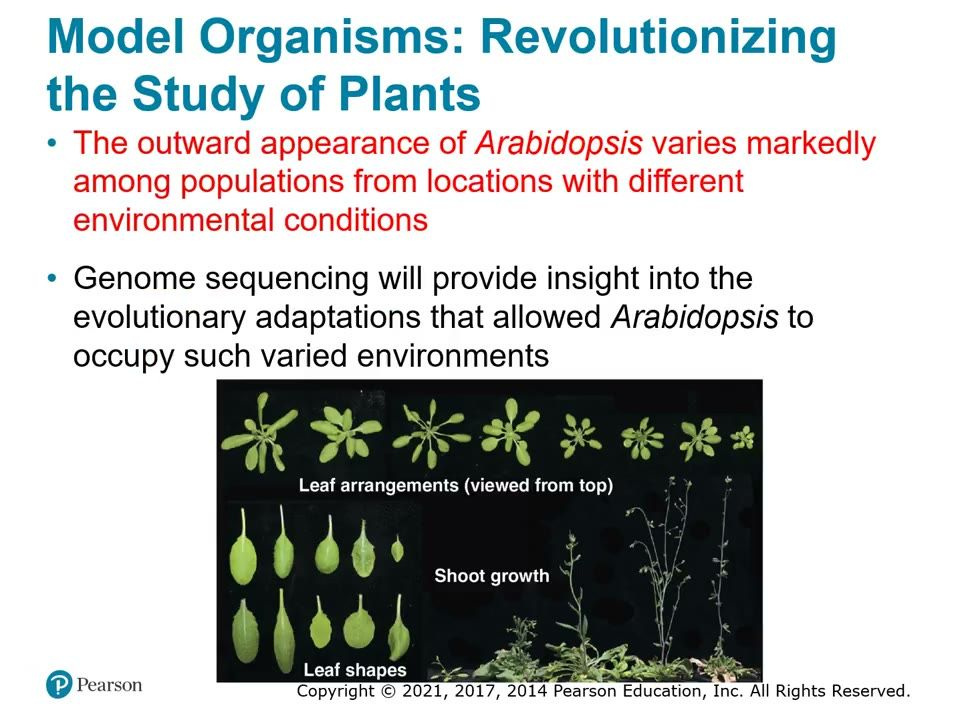 Model Organisms: Revolutionizing
the Study of Plants
• The outward appearance of Arabidopsis varies markedly
among populations from locations with different
environmental conditions
• Genome sequencing will provide insight into the
evolutionary adaptations that allowed Arabidopsis to
occupy such varied environments
Leaf arrangements (viewed from top)
Shoot growth
Leaf shapes
Pearson
Copyright © 2021, 2017, 2014 Pearson Education, Inc. All Rights Reserved.